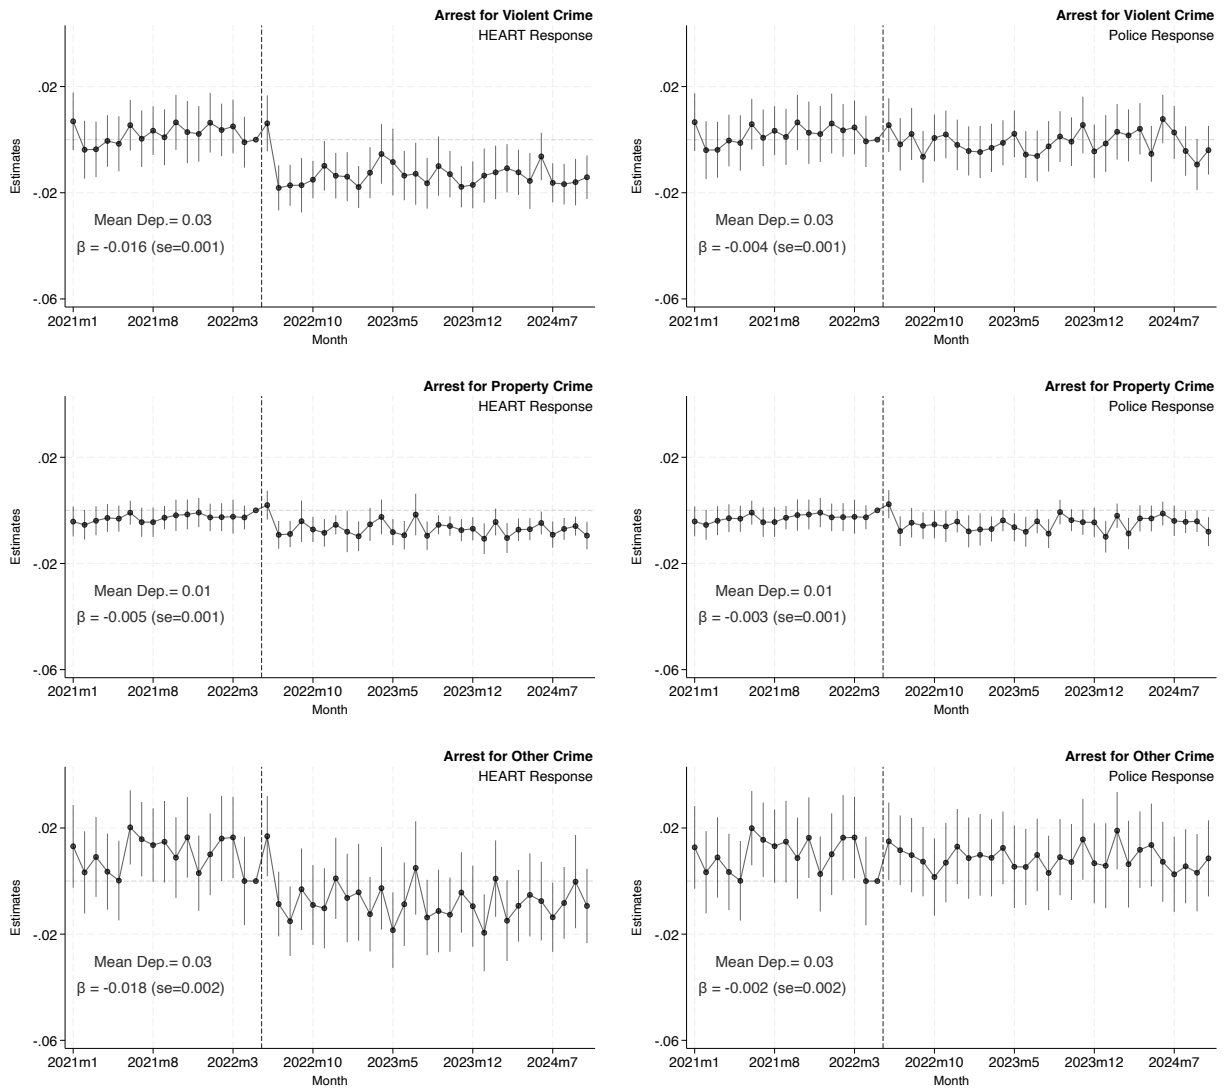 Arrest for Violent Crime
HEART Response
.02
-.02
-.06
Estimates
Mean Dep.= 0.03
β = -0.016 (se=0.001)
2021m1 2021m8 2022m3 2022m10 2023m5 2023m12 2024m7
Month
Arrest for Violent Crime
Police Response
.02
-.02
-.06
Estimates
Mean Dep.= 0.03
β = -0.004 (se=0.001)
2021m1 2021m8 2022m3 2022m10 2023m5 2023m12 2024m7
Month
Arrest for Property Crime
HEART Response
.02
-.02
-.06
Estimates
Mean Dep.= 0.01
β = -0.005 (se=0.001)
2021m1 2021m8 2022m3 2022m10 2023m5 2023m12 2024m7
Month
Arrest for Property Crime
Police Response
.02
-.02
-.06
Estimates
Mean Dep.= 0.01
β = -0.003 (se=0.001)
2021m1 2021m8 2022m3 2022m10 2023m5 2023m12 2024m7
Month
Arrest for Other Crime
HEART Response
.02
-.02
-.06
Estimates
Mean Dep.= 0.03
β = -0.018 (se=0.002)
2021m1 2021m8 2022m3 2022m10 2023m5 2023m12 2024m7
Month
Arrest for Other Crime
Police Response
.02
-.02
-.06
Estimates
Mean Dep.= 0.03
β = -0.002 (se=0.002)
2021m1 2021m8 2022m3 2022m10 2023m5 2023m12 2024m7
Month